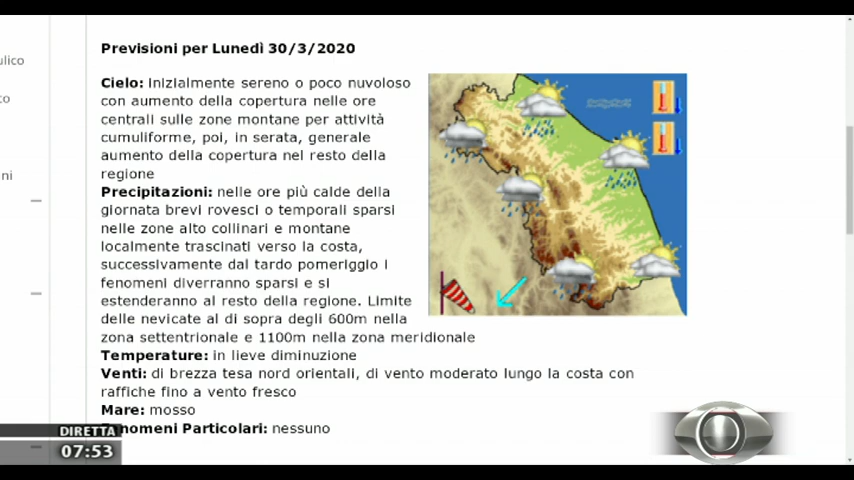 Previsioni per Lunedì 30/3/2020
ulico
Cielo: Inizialmente sereno o poco nuvoloso
con aumento della copertura nelle ore
centrali sulle zone montane per attività
cumuliforme, poi, in serata, generale
aumento della copertura nel resto della
regione
ni
Precipitazioni: nelle ore più calde della
giornata brevi rovesci o temporali sparsi
nelle zone alto collinari e montane
localmente trascinati verso la costa,
successivamente dal tardo pomeriggio i
fenomeni diverranno sparsi e si
estenderanno al resto della regione. Limite
delle nevicate al di sopra degli 600m nella
zona settentrionale e 1100m nella zona meridionale
Temperature: in lieve diminuzione
Venti: di brezza tesa nord orientali, di vento moderato lungo la costa con
raffiche fino a vento fresco
Mare: mosso
nomeni Particolari: nessuno
DIRETTA
07:53